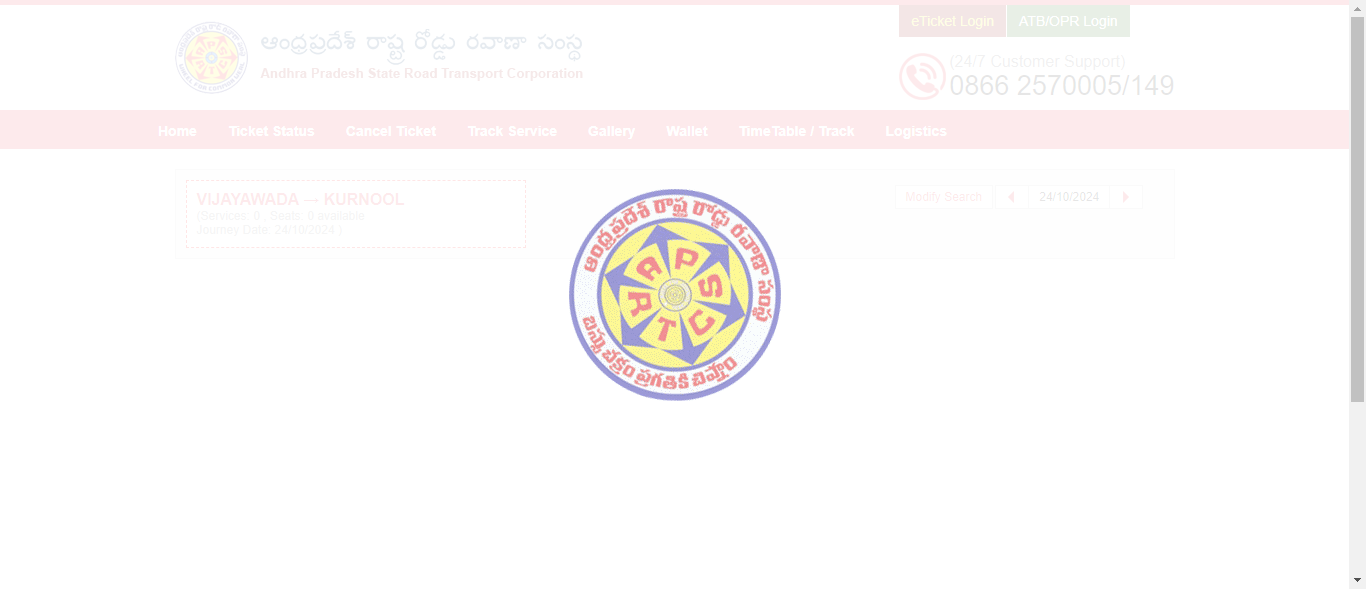 eTicket Login
ATB/OPR Login
ఆంధ్రప్రదేశ్ రాష్ట్ర రోడ్డు రవాణా సంస్థ
Andhra Pradesh State Road Transport Corporation
(24/7 Customer Support)
0866 2570005/149
Home Ticket Status Cancel Ticket Track Service Gallery Wallet TimeTable / Track Logistics
VIJAYAWADA --- KURNOOL
(Services: 0 , Seats: 0 available
Journey Date: 24/10/2024 )
Modify Search
24/10/2024
ఆంధ్రప్రదేశ్ రాష్ట్ర రోడ్డు రవాణా సంస్థ
APSRTC
బస్సు చక్రం ప్రగతికి చిహ్నం